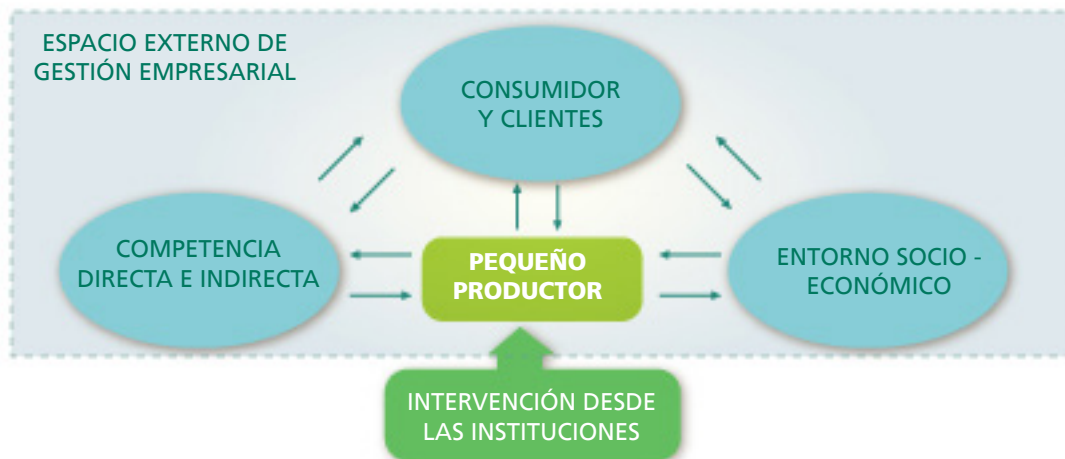 ESPACIO EXTERNO DE
GESTIÓN EMPRESARIAL
CONSUMIDOR
Y CLIENTES
COMPETENCIA
DIRECTA E INDIRECTA
PEQUEÑO
PRODUCTOR
ENTORNO SOCIO -
ECONÓMICO
INTERVENCIÓN DESDE
LAS INSTITUCIONES